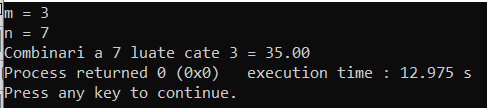 m = 3
n = 7
Combinari a 7 luate cate 3 = 35.00
Process returned 0 (0x0)   execution time : 12.975 s
Press any key to continue.